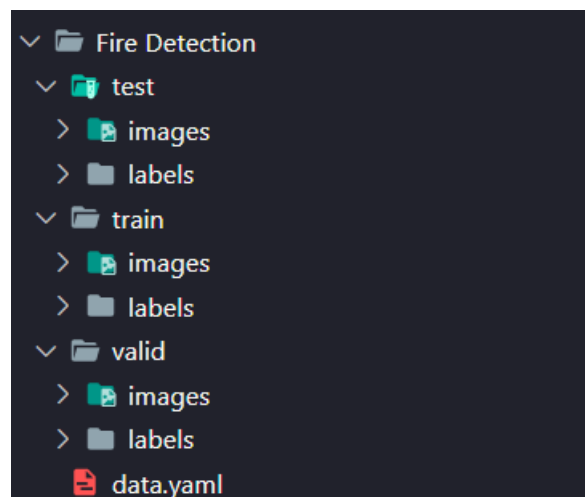 Fire Detection
test
images
labels
train
images
labels
valid
images
labels
data.yaml